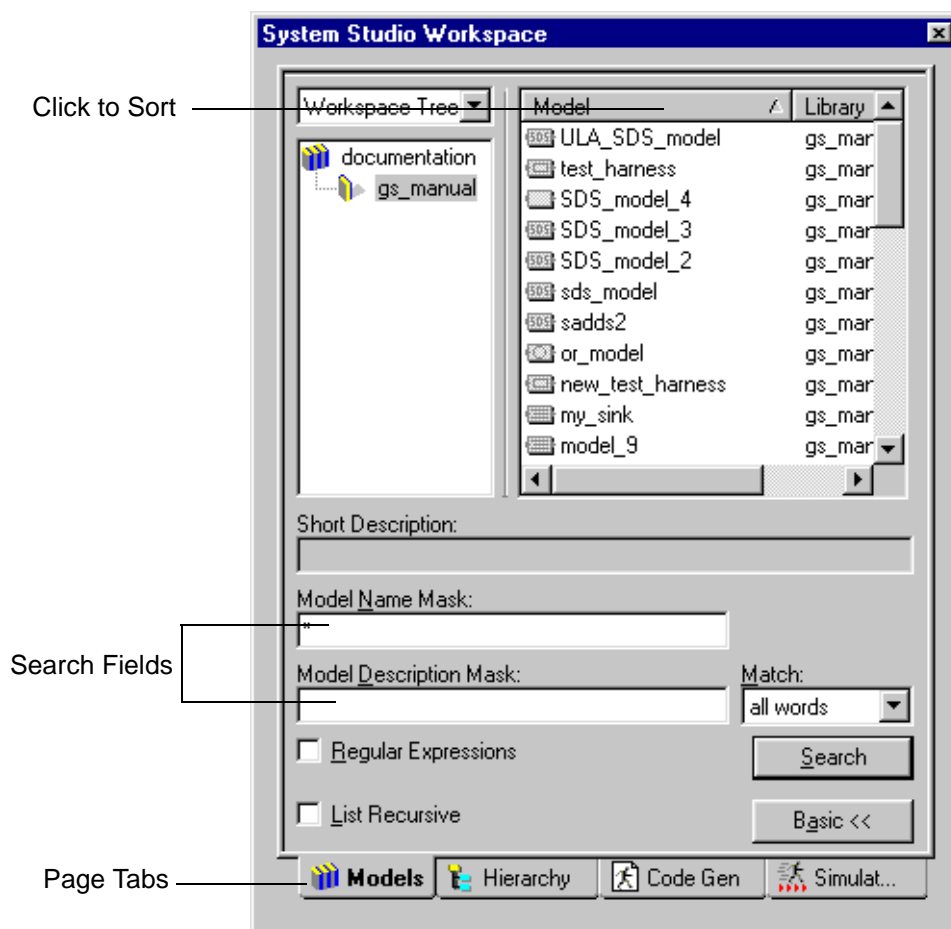 System Studio Workspace
Click to Sort
Workspace Tree
Model Library
documentation
gs_manual
ULA_SDS_model gs_mar
test_harness gs_mar
SDS_model_4 gs_mar
SDS_model_3 gs_mar
SDS_model_2 gs_mar
sds_model gs_mar
sadds2 gs_mar
or_model gs_mar
new_test_harness gs_mar
my_sink gs_mar
model_9 gs_mar
Short Description:
Model Name Mask:
*
Search Fields
Model Description Mask:
Match:
all words
Regular Expressions
Search
List Recursive
Basic <<
Page Tabs
Models Hierarchy Code Gen Simulat...